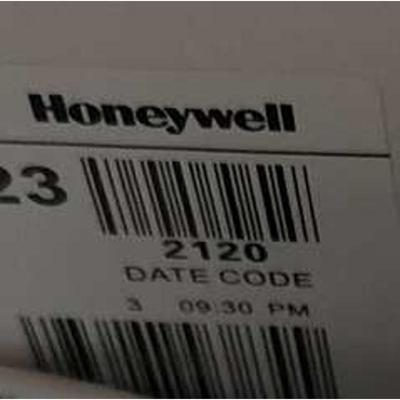 Honeywell
23
2120
DATE CODE
3 09:30 PM